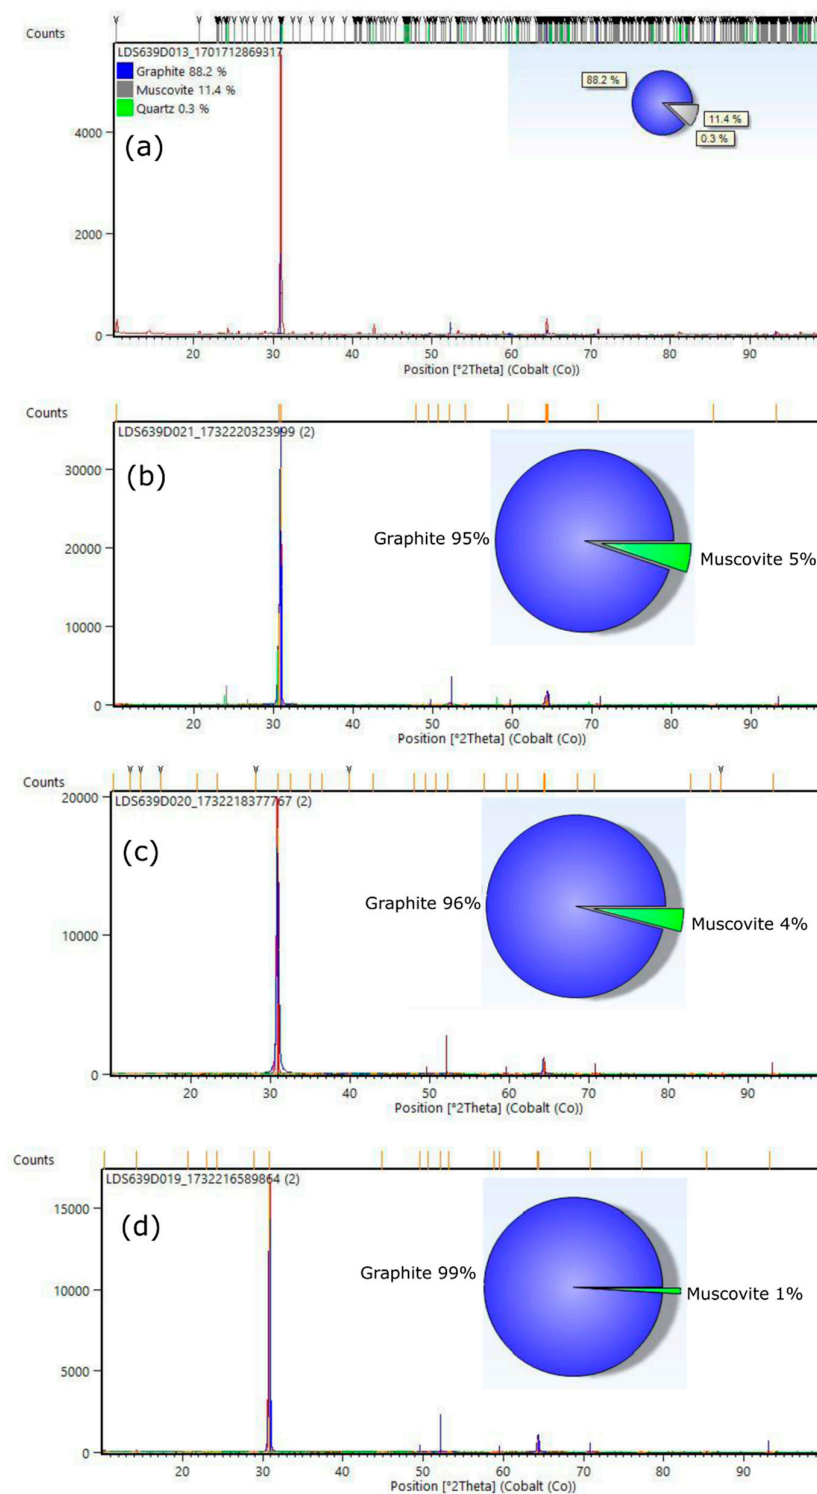 Counts
LDS639D013_1701712869317
Graphite 88.2 %
Muscovite 11.4 %
Quartz 0.3 %
(a)
88.2 %
11.4 %
0.3 %
4000
2000
0
20 30 40 50 60 70 80 90
Position [°2Theta] (Cobalt (Co))
Counts
LDS639D021_1732220323999 (2)
(b)
30000
20000
10000
0
Graphite 95%
Muscovite 5%
20 30 40 50 60 70 80 90
Position [°2Theta] (Cobalt (Co))
Counts
LDS639D020_1732218377767 (2)
(c)
20000
10000
0
Graphite 96%
Muscovite 4%
20 30 40 50 60 70 80 90
Position [°2Theta] (Cobalt (Co))
Counts
LDS639D019_1732216589864 (2)
(d)
15000
10000
5000
0
Graphite 99%
Muscovite 1%
20 30 40 50 60 70 80 90
Position [°2Theta] (Cobalt (Co))